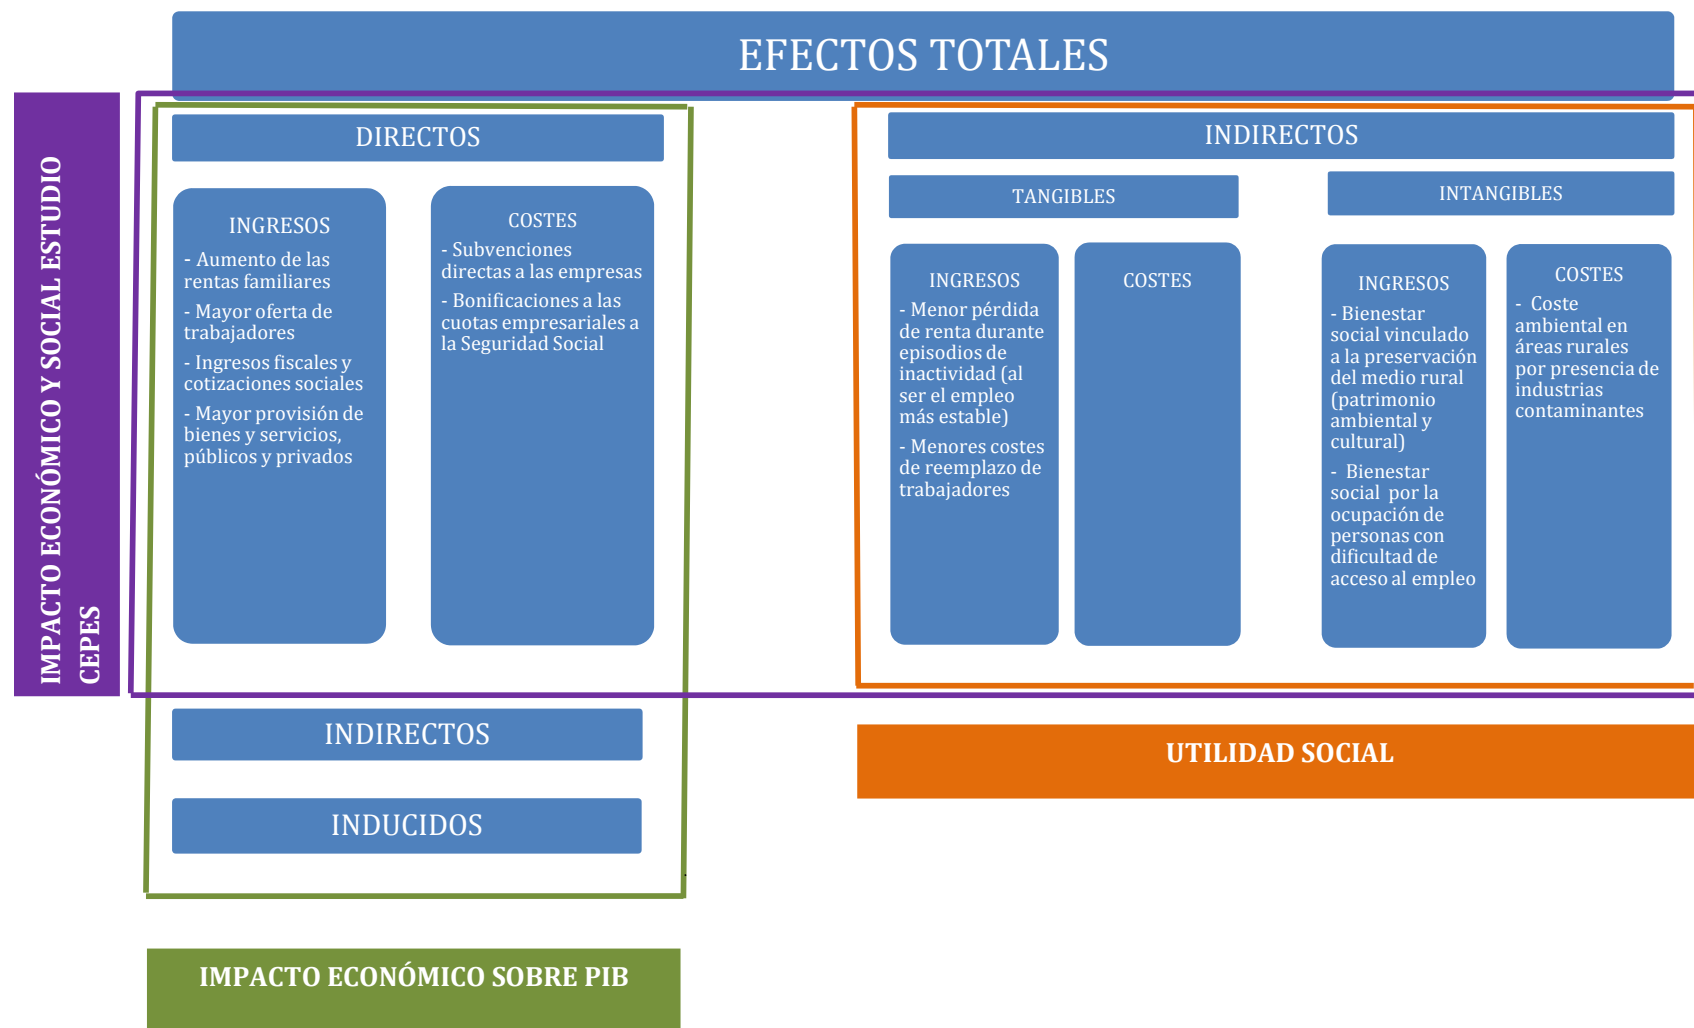 EFECTOS TOTALES
IMPACTO ECONÓMICO Y SOCIAL ESTUDIO
CEPES
DIRECTOS
INGRESOS
- Aumento de las
rentas familiares
- Mayor oferta de
trabajadores
- Ingresos fiscales y
cotizaciones sociales
- Mayor provisión de
bienes y servicios,
públicos y privados
COSTES
- Subvenciones
directas a las empresas
- Bonificaciones a las
cuotas empresariales a
la Seguridad Social
INDIRECTOS
TANGIBLES
INGRESOS
- Menor pérdida
de renta durante
episodios de
inactividad (al
ser el empleo
más estable)
- Menores costes
de reemplazo de
trabajadores
COSTES
INTANGIBLES
INGRESOS
- Bienestar
social vinculado
a la preservación
del medio rural
(patrimonio
ambiental y
cultural)
- Bienestar
social por la
ocupación de
personas con
dificultad de
acceso al empleo
COSTES
- Coste
ambiental en
áreas rurales
por presencia de
industrias
contaminantes
INDIRECTOS
INDUCIDOS
UTILIDAD SOCIAL
IMPACTO ECONÓMICO SOBRE PIB